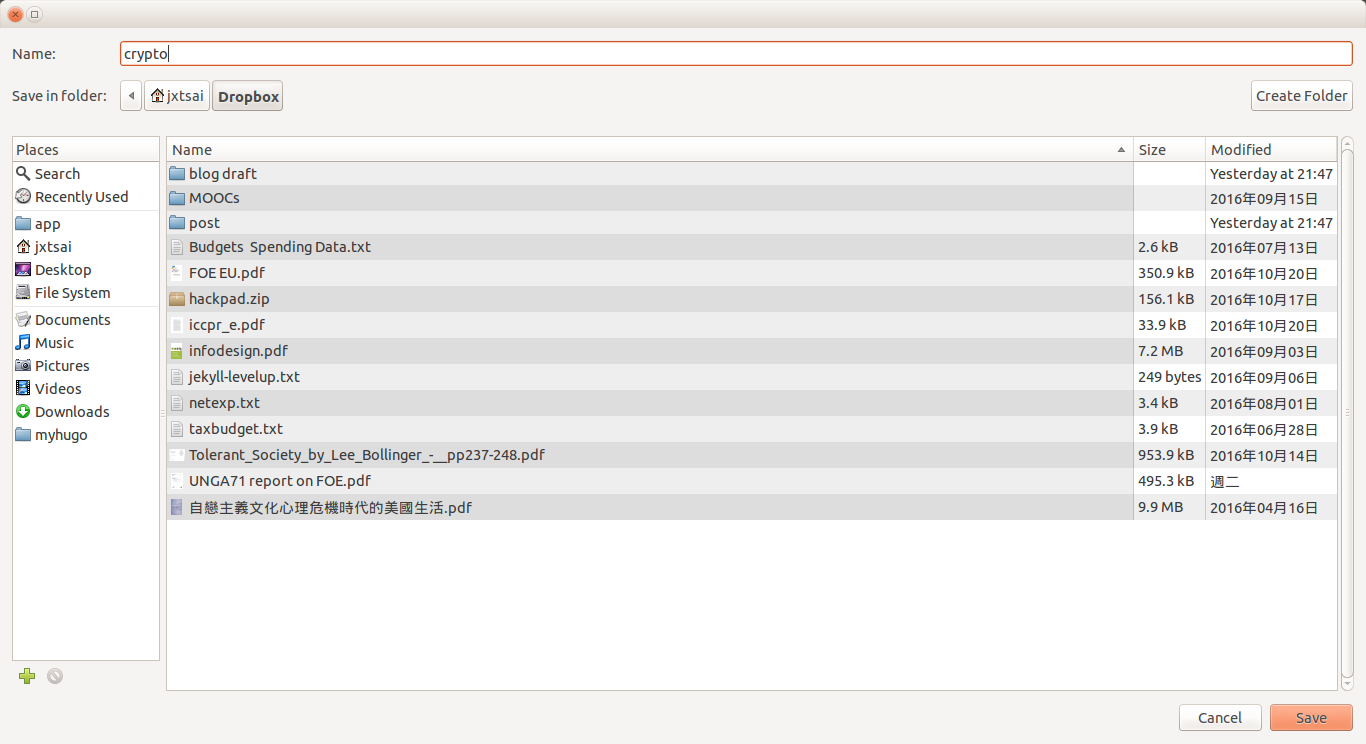 Name: crypto
Save in folder: jxtsai Dropbox Create Folder
Places
Search
Recently Used
app
jxtsai
Desktop
File System
Documents
Music
Pictures
Videos
Downloads
myhugo
Name Size Modified
blog draft Yesterday at 21:47
MOOCs 2016年09月15日
post Yesterday at 21:47
Budgets  Spending Data.txt 2.6 kB 2016年07月13日
FOE EU.pdf 350.9 kB 2016年10月20日
hackpad.zip 156.1 kB 2016年10月17日
iccpr_e.pdf 33.9 kB 2016年10月20日
infodesign.pdf 7.2 MB 2016年09月03日
jekyll-levelup.txt 249 bytes 2016年09月06日
netexp.txt 3.4 kB 2016年08月01日
taxbudget.txt 3.9 kB 2016年06月28日
Tolerant_Society_by_Lee_Bollinger_-__pp237-248.pdf 953.9 kB 2016年10月14日
UNGA71 report on FOE.pdf 495.3 kB 週二
自戀主義文化心理危機時代的美國生活.pdf 9.9 MB 2016年04月16日
Cancel Save